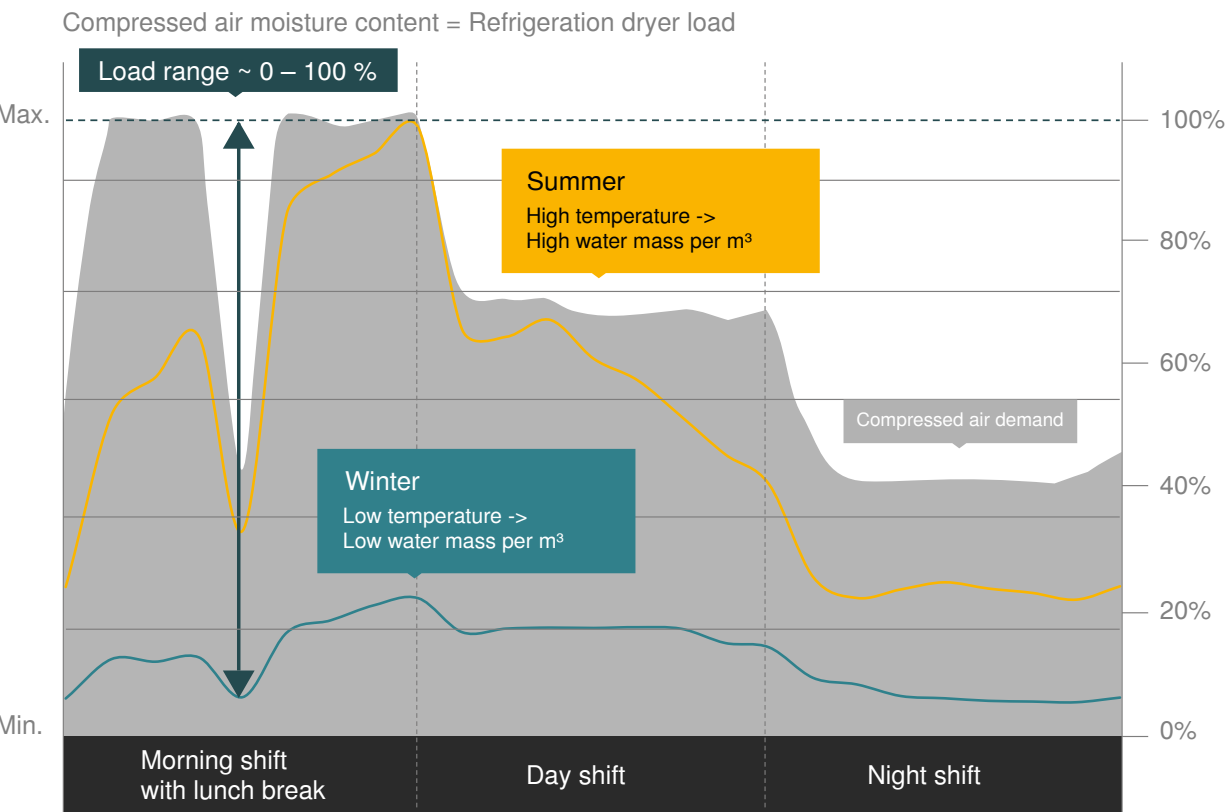 Compressed air moisture content = Refrigeration dryer load
Load range ~ 0 – 100 %
Max.
100%
Summer
High temperature ->
High water mass per m³
80%
60%
Compressed air demand
Winter
Low temperature ->
Low water mass per m³
40%
20%
Min.
0%
Morning shift
with lunch break
Day shift
Night shift